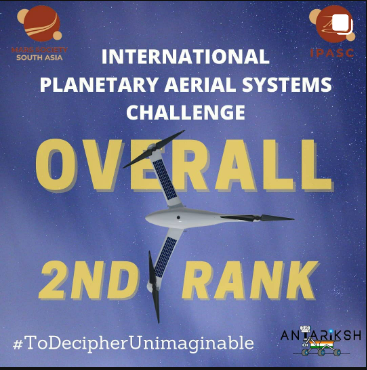 MARS SOCIETY
SOUTH ASIA
IPASC
INTERNATIONAL
PLANETARY AERIAL SYSTEMS
CHALLENGE
OVERALL
2ND RANK
#ToDecipherUnimaginable
ANTARIKSH